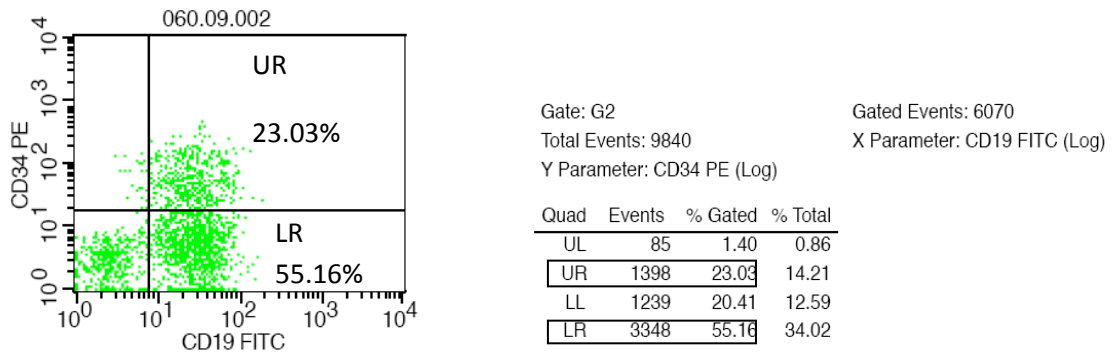 060.09.002
10^4
10^3
10^2
10^1
10^0
CD34 PE
UR
23.03%
LR
55.16%
10^0 10^1 10^2 10^3 10^4
CD19 FITC
Gate: G2
Gated Events: 6070
Total Events: 9840
X Parameter: CD19 FITC (Log)
Y Parameter: CD34 PE (Log)
Quad Events % Gated % Total
UL 85 1.40 0.86
UR 1398 23.03 14.21
LL 1239 20.41 12.59
LR 3348 55.16 34.02